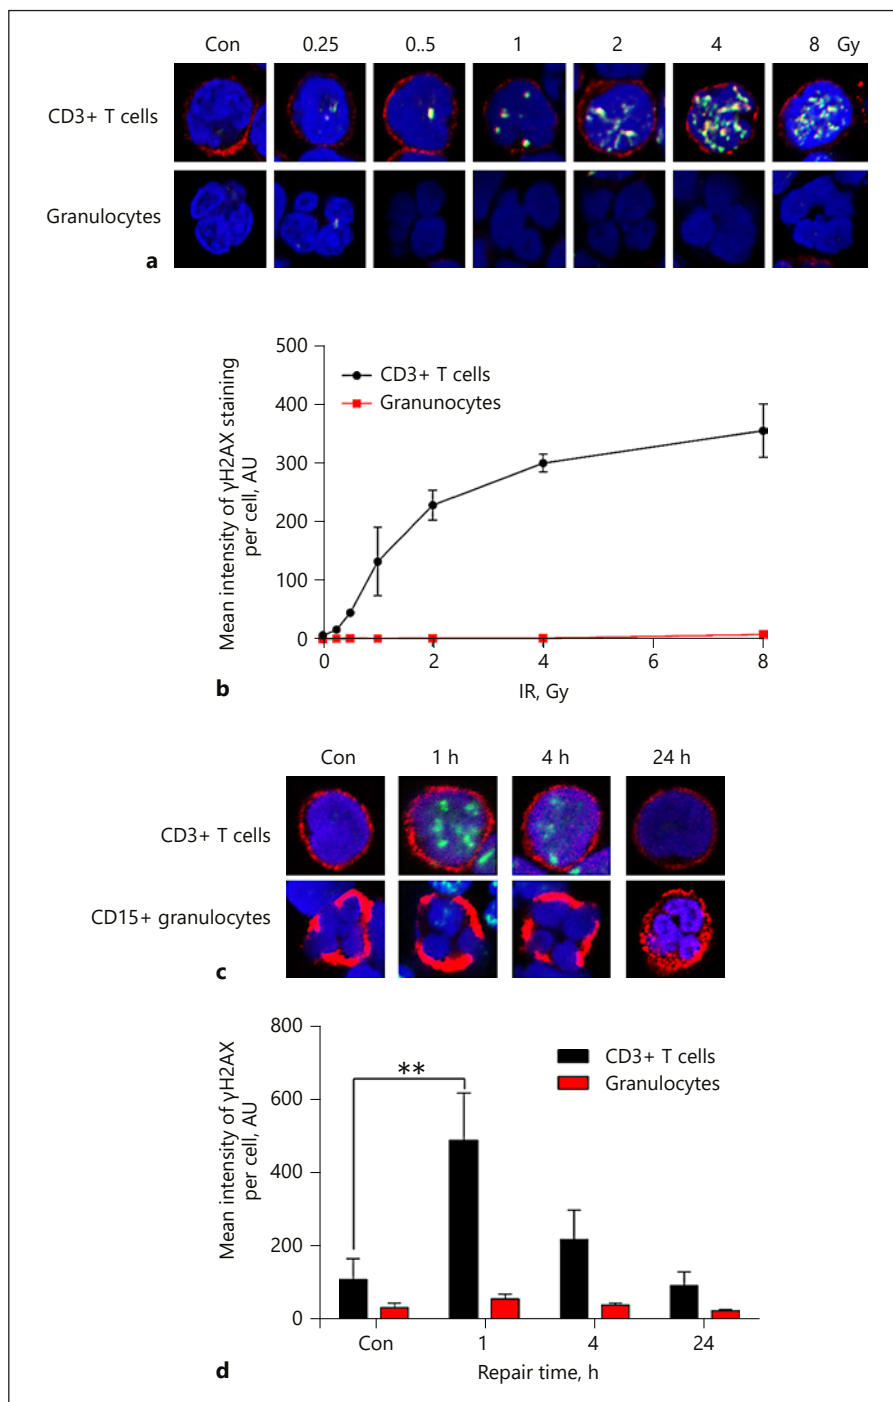 Con 0.25 0..5 1 2 4 8 Gy
CD3+ T cells
Granulocytes
a
500
400
300
200
100
0
Mean intensity of γH2AX staining
per cell, AU
CD3+ T cells
Granunocytes
0 2 4 6 8
IR, Gy
b
Con 1 h 4 h 24 h
CD3+ T cells
CD15+ granulocytes
c
800
600
400
200
0
Mean intensity of γH2AX
per cell, AU
**
CD3+ T cells
Granulocytes
Con 1 4 24
Repair time, h
d